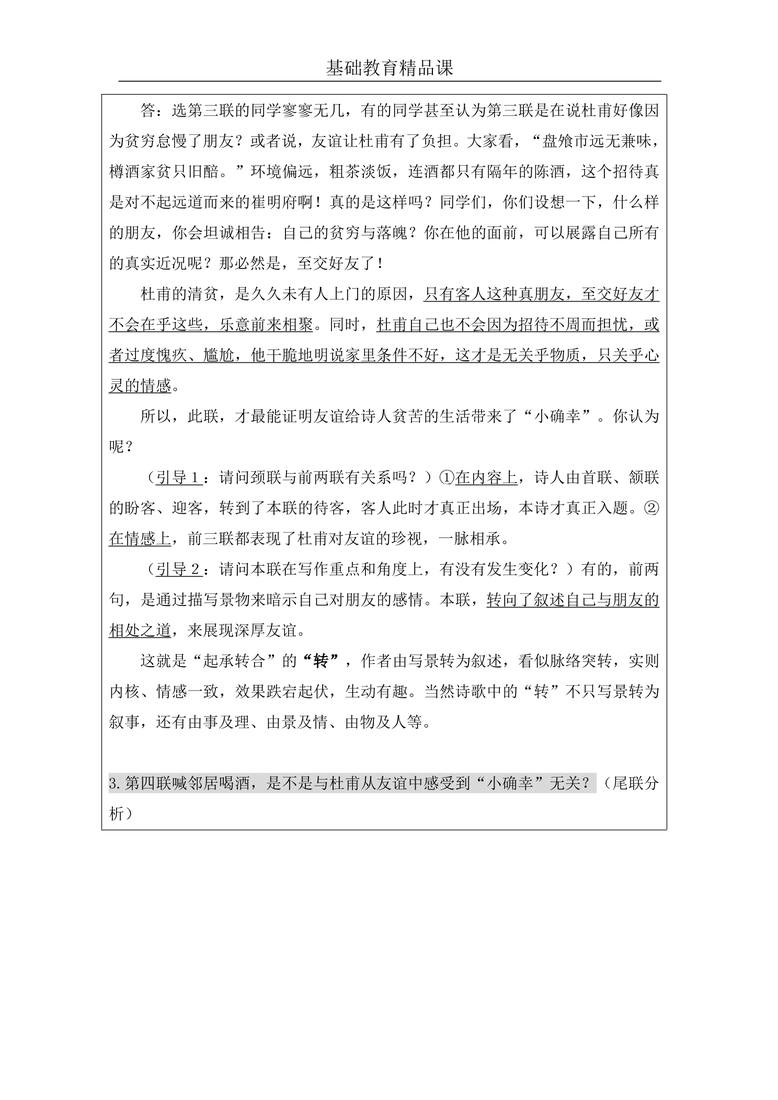 基础教育精品课
答：选第三联的同学寥寥无几，有的同学甚至认为第三联是在说杜甫好像因
为贫穷怠慢了朋友？或者说，友谊让杜甫有了负担。大家看，“盘飧市远无兼味，
樽酒家贫只旧醅。”环境偏远，粗茶淡饭，连酒都只有隔年的陈酒，这个招待真
是对不起远道而来的崔明府啊！真的是这样吗？同学们，你们设想一下，什么样
的朋友，你会坦诚相告：自己的贫穷与落魄？你在他的面前，可以展露自己所有
的真实近况呢？那必然是，至交好友了！
杜甫的清贫，是久久未有人上门的原因，只有客人这种真朋友，至交好友才
不会在乎这些，乐意前来相聚。同时，杜甫自己也不会因为招待不周而担忧，或
者过度愧疚、尴尬，他干脆地明说家里条件不好，这才是无关乎物质，只关乎心
灵的情感。
所以，此联，才最能证明友谊给诗人贫苦的生活带来了“小确幸”。你认为
呢？
（引导1：请问颈联与前两联有关系吗？）①在内容上，诗人由首联、颔联
的盼客、迎客，转到了本联的待客，客人此时才真正出场，本诗才真正入题。②
在情感上，前三联都表现了杜甫对友谊的珍视，一脉相承。
（引导2：请问本联在写作重点和角度上，有没有发生变化？）有的，前两
句，是通过描写景物来暗示自己对朋友的感情。本联，转向了叙述自己与朋友的
相处之道，来展现深厚友谊。
这就是“起承转合”的“转”，作者由写景转为叙述，看似脉络突转，实则
内核、情感一致，效果跌宕起伏，生动有趣。当然诗歌中的“转”不只写景转为
叙事，还有由事及理、由景及情、由物及人等。
3.第四联喊邻居喝酒，是不是与杜甫从友谊中感受到“小确幸”无关？（尾联分
析）